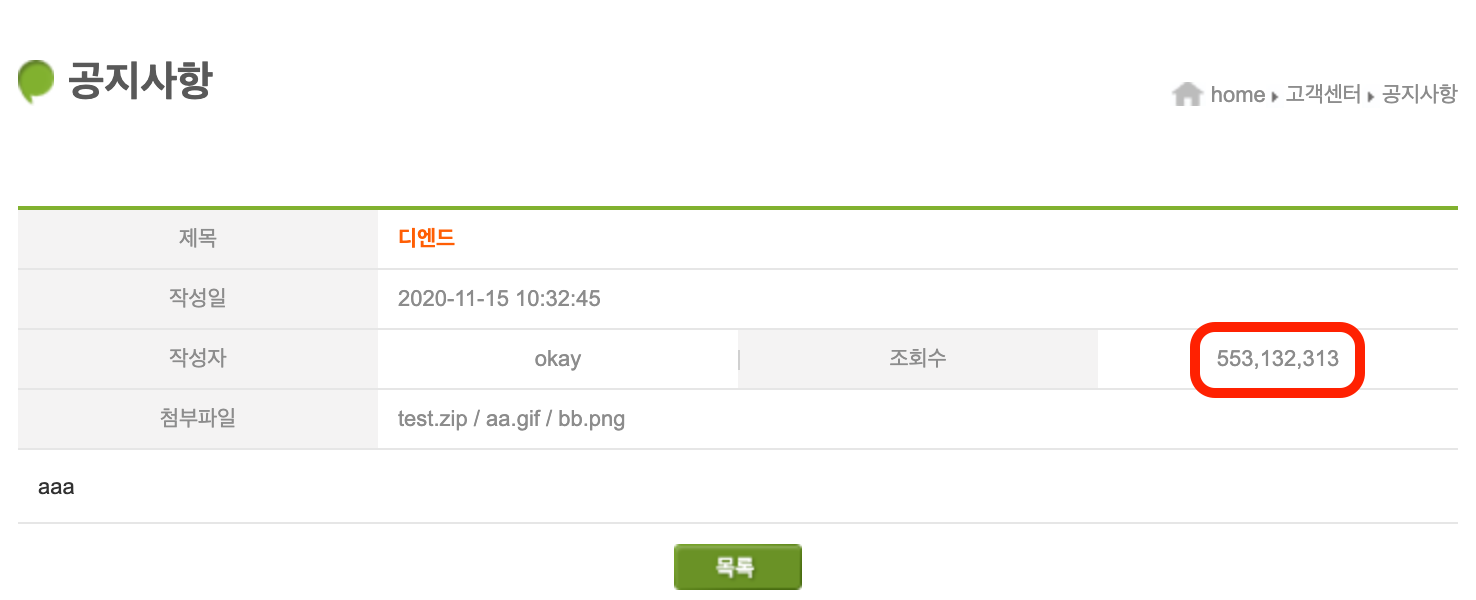 공지사항
home 고객센터 공지사항
제목 디엔드
작성일 2020-11-15 10:32:45
작성자 okay 조회수 553,132,313
첨부파일 test.zip / aa.gif / bb.png
aaa
목록